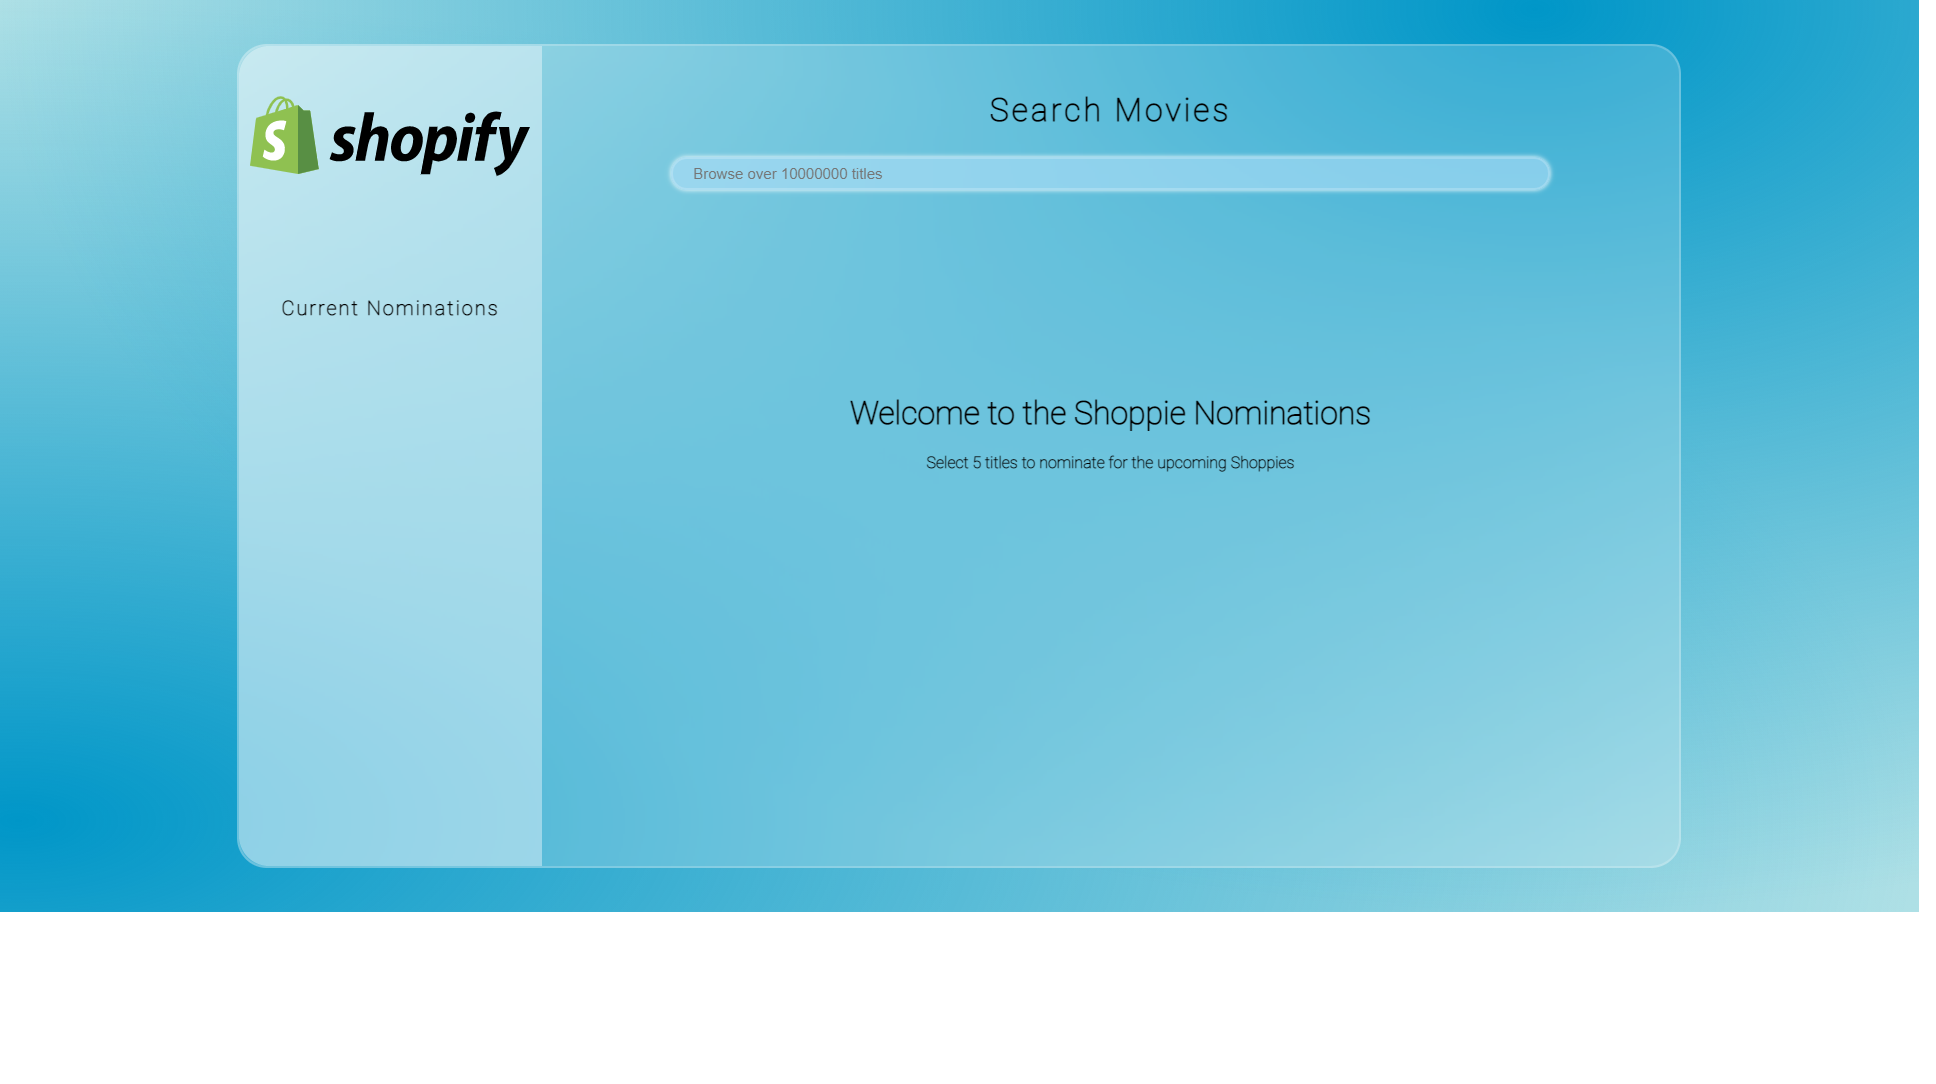 shopify
Current Nominations
Search Movies
Browse over 10000000 titles
Welcome to the Shoppie Nominations
Select 5 titles to nominate for the upcoming Shoppies